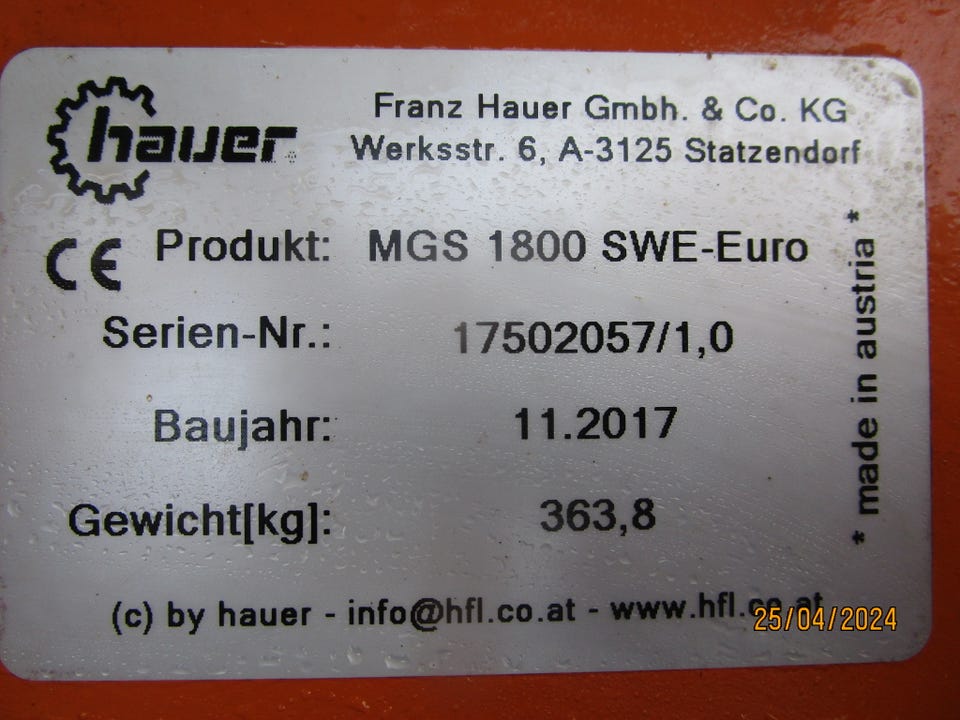 hauer
Franz Hauer Gmbh. & Co. KG
Werksstr. 6, A-3125 Statzendorf
CE Produkt: MGS 1800 SWE-Euro
Serien-Nr.: 17502057/1,0
Baujahr: 11.2017
Gewicht[kg]: 363,8
* made in austria *
(c) by hauer - info@hfl.co.at - www.hfl.co.at
25/04/2024